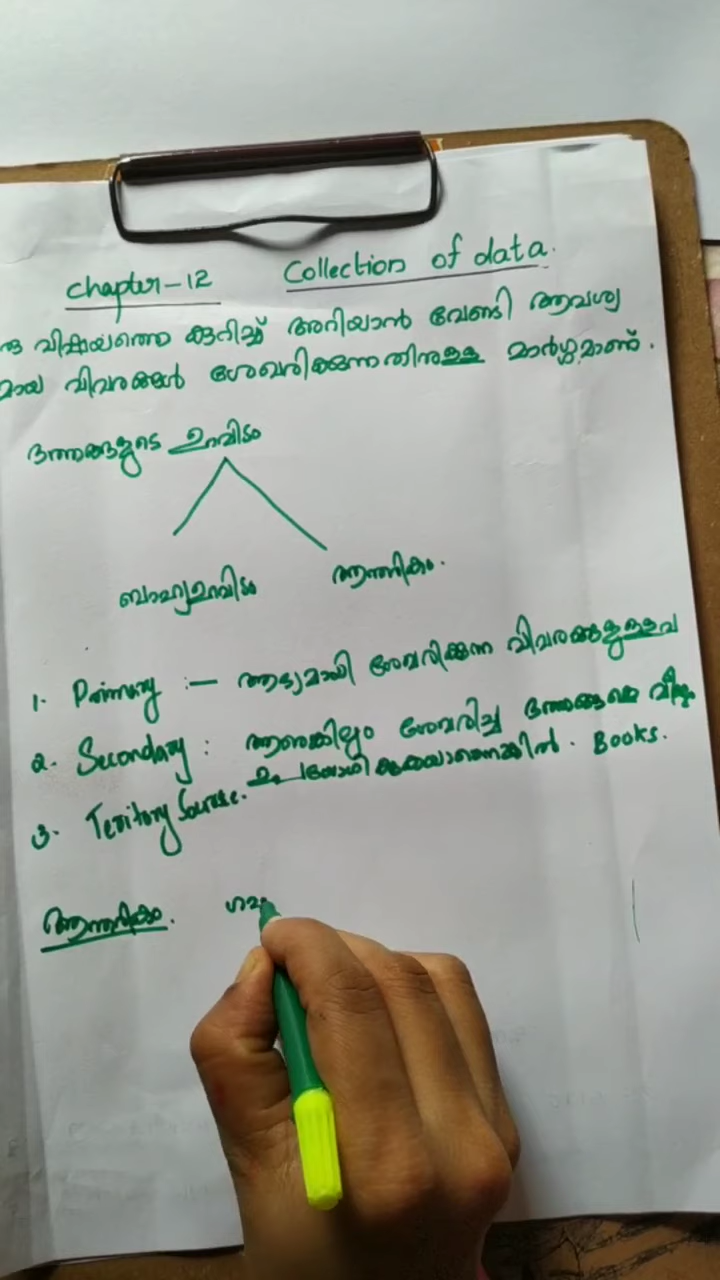 chapter-12 Collection of data.
രു വിഷയത്തെ കുറിച്ച് അറിയാൻ വേണ്ടി ആവശ്യ
മായ വിവരങ്ങൾ ശേഖരിക്കുന്നതിനുള്ള മാർഗ്ഗമാണ്.
ദത്തങ്ങളുടെ ഉറവിടം
ബാഹ്യഉറവിടം ആന്തരികം.
1. Primary :— ആദ്യമായി ശേഖരിക്കുന്ന വിവരങ്ങളുള്ളവ
2. Secondary : ആരെങ്കിലും ശേഖരിച്ച ദത്തങ്ങളെ വീണ്ടും
ഉപയോഗിക്കുകയാണെങ്കിൽ. Books.
3. Teritory Source.
ആന്തരികം.